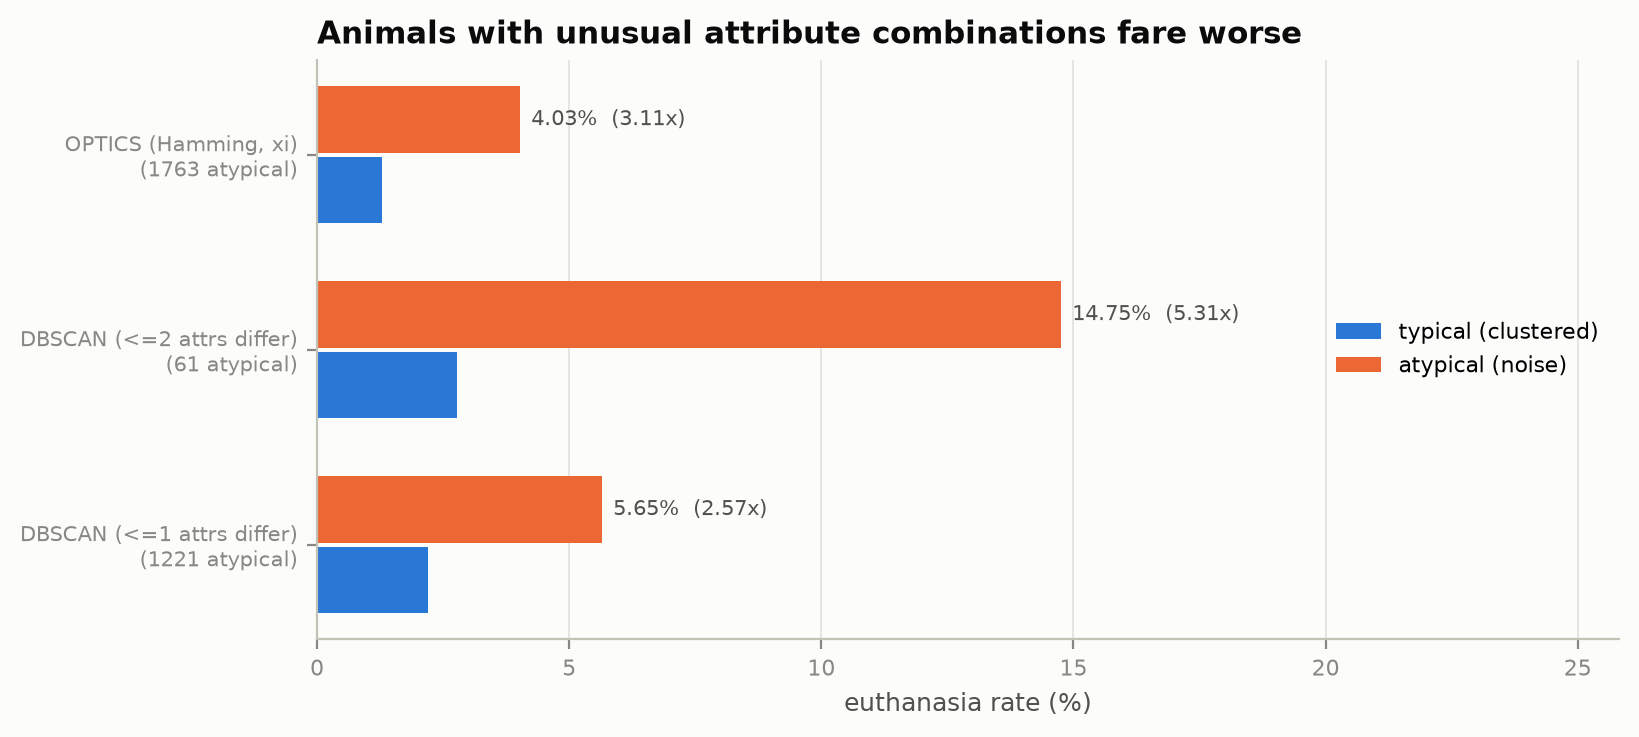 Animals with unusual attribute combinations fare worse
OPTICS (Hamming, xi)
(1763 atypical)
4.03%  (3.11x)
DBSCAN (<=2 attrs differ)
(61 atypical)
14.75%  (5.31x)
typical (clustered)
atypical (noise)
DBSCAN (<=1 attrs differ)
(1221 atypical)
5.65%  (2.57x)
0 5 10 15 20 25
euthanasia rate (%)